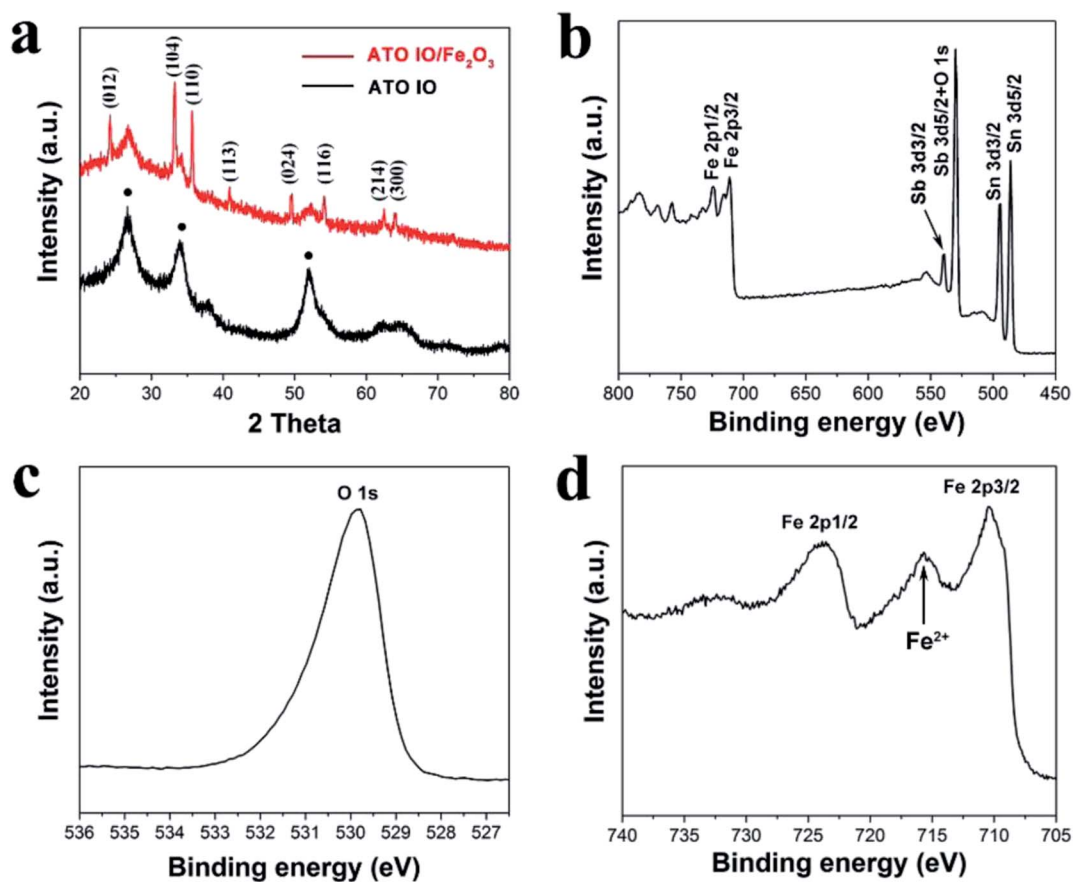 a
ATO IO/Fe₂O₃
ATO IO
(012)
(104)
(110)
(113)
(024)
(116)
(214)
(300)
Intensity (a.u.)
20 30 40 50 60 70 80
2 Theta
b
Fe 2p1/2
Fe 2p3/2
Sb 3d3/2
Sb 3d5/2+O 1s
Sn 3d3/2
Sn 3d5/2
Intensity (a.u.)
800 750 700 650 600 550 500 450
Binding energy (eV)
c
O 1s
Intensity (a.u.)
536 535 534 533 532 531 530 529 528 527
Binding energy (eV)
d
Fe 2p1/2
Fe 2p3/2
Fe²⁺
Intensity (a.u.)
740 735 730 725 720 715 710 705
Binding energy (eV)